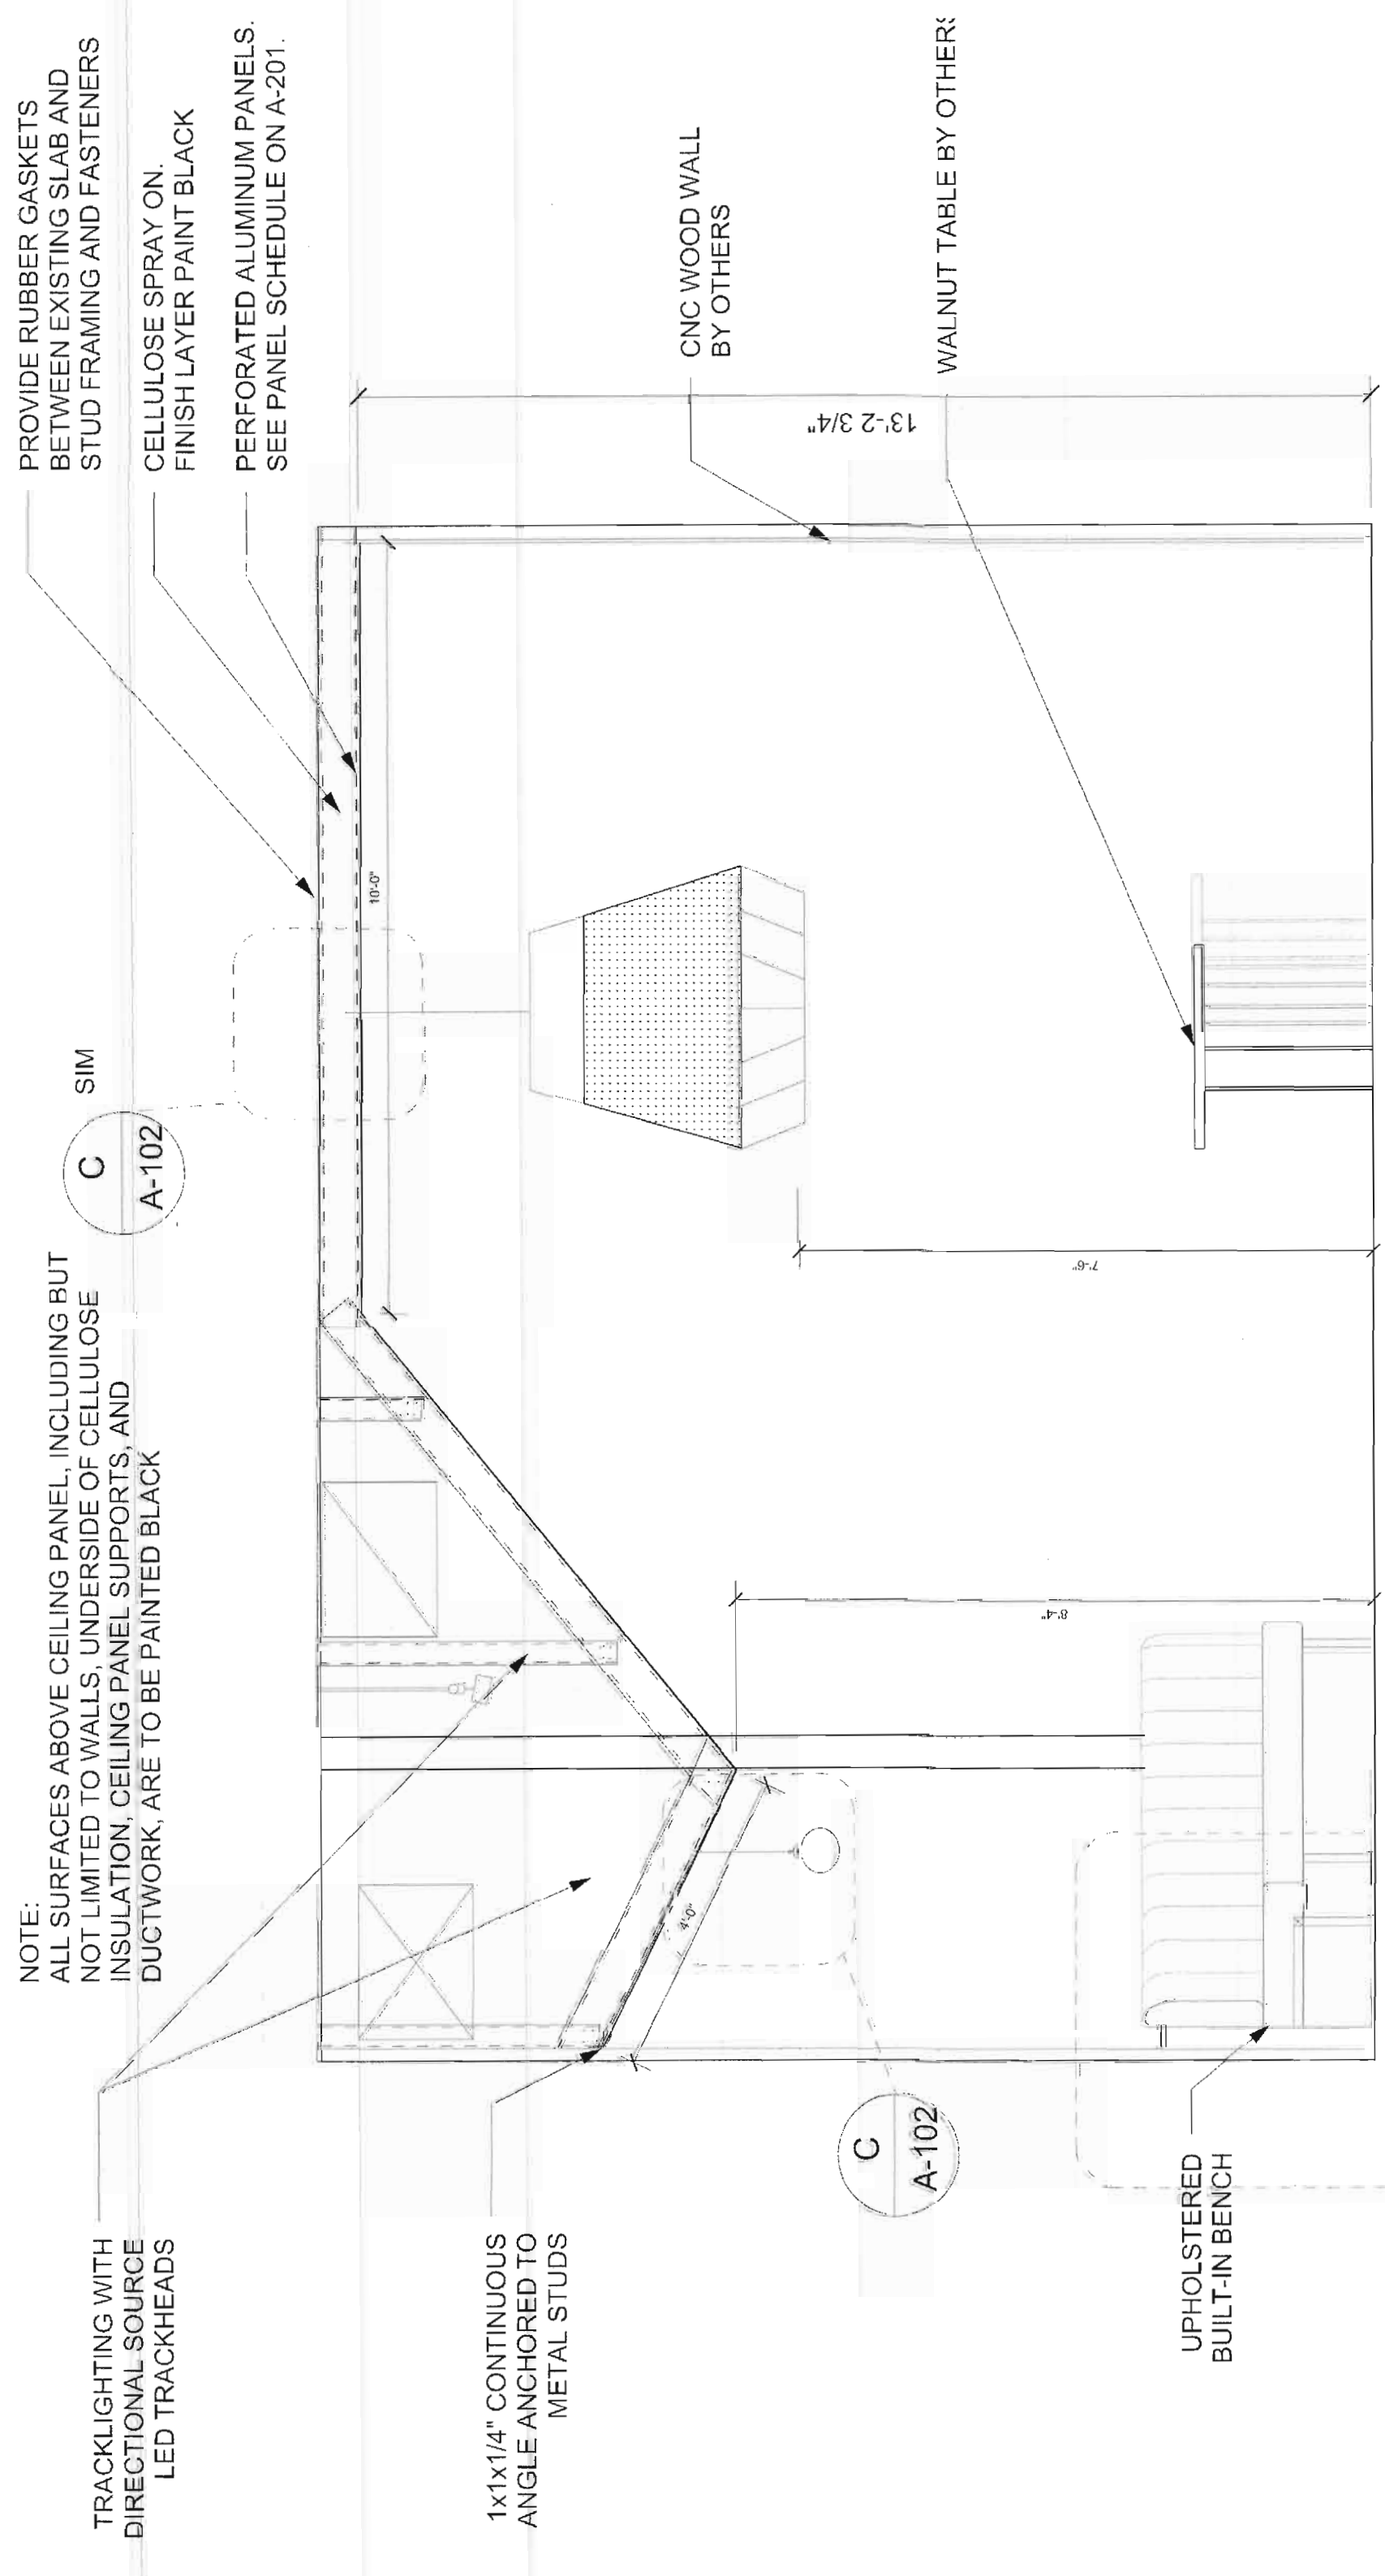 NOTE:
ALL SURFACES ABOVE CEILING PANEL, INCLUDING BUT
NOT LIMITED TO WALLS, UNDERSIDE OF CELLULOSE
INSULATION, CEILING PANEL SUPPORTS, AND
DUCTWORK, ARE TO BE PAINTED BLACK
TRACKLIGHTING WITH
DIRECTIONAL SOURCE
LED TRACKHEADS
1x1x1/4" CONTINUOUS
ANGLE ANCHORED TO
METAL STUDS
C
A-102
UPHOLSTERED
BUILT-IN BENCH
C
A-102
SIM
PROVIDE RUBBER GASKETS
BETWEEN EXISTING SLAB AND
STUD FRAMING AND FASTENERS
CELLULOSE SPRAY ON.
FINISH LAYER PAINT BLACK
PERFORATED ALUMINUM PANELS.
SEE PANEL SCHEDULE ON A-201.
CNC WOOD WALL
BY OTHERS
WALNUT TABLE BY OTHERS
10'-0"
4'-0"
8'-4"
7'-6"
13'-2 3/4"